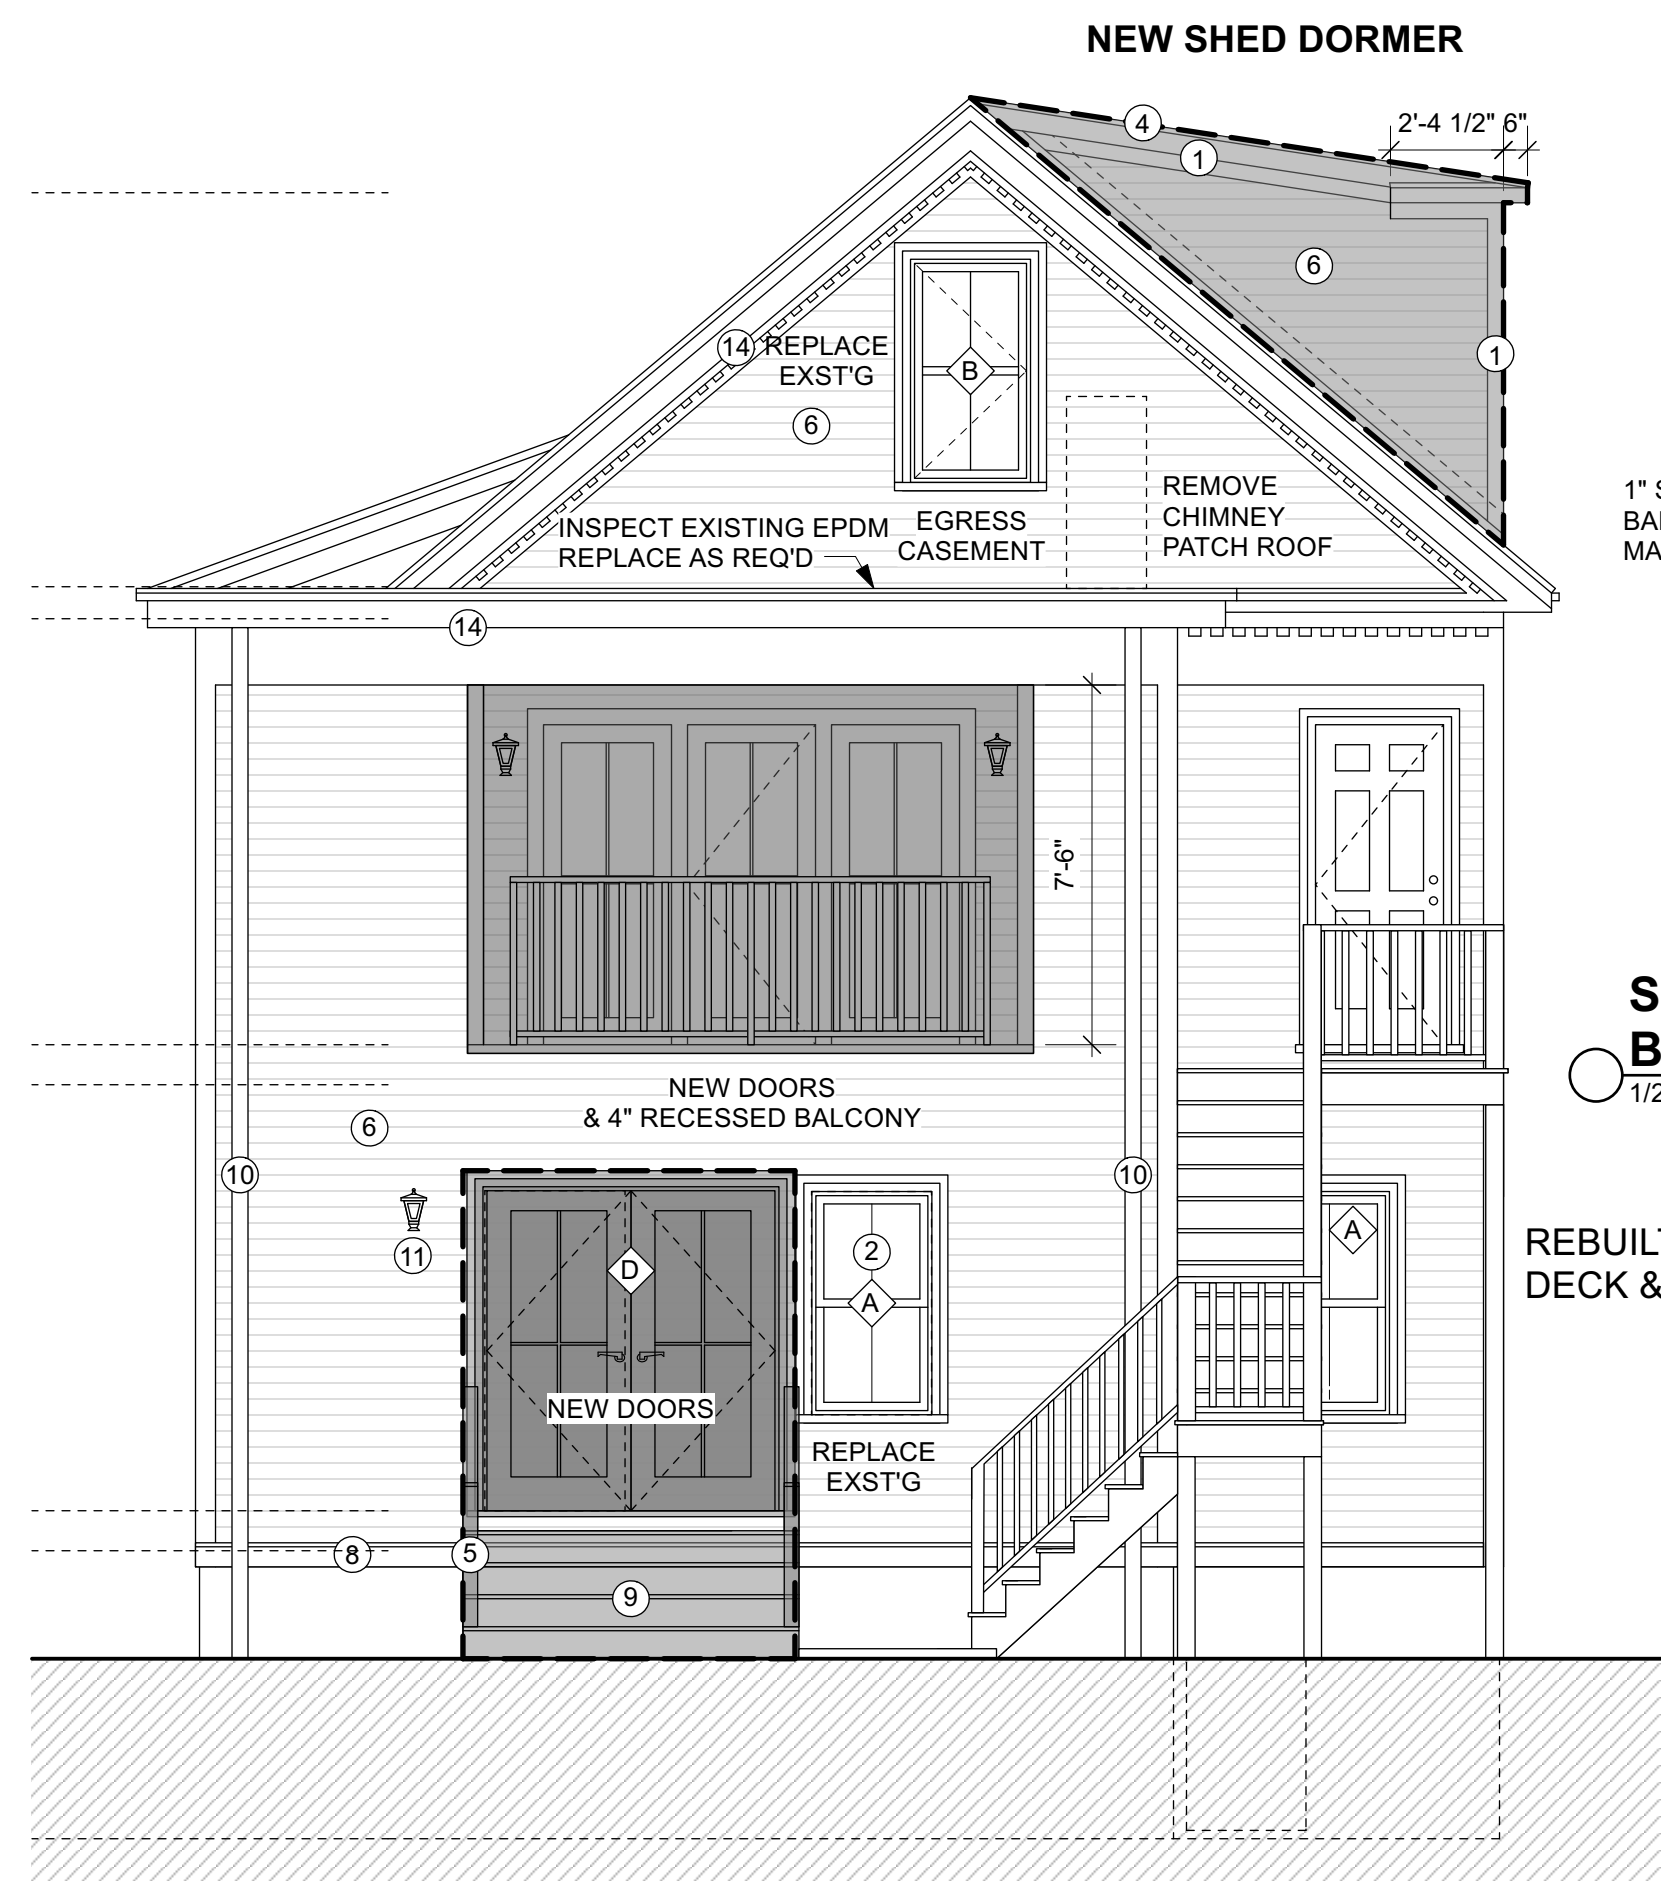 NEW SHED DORMER
2'-4 1/2" 6"
4
1
6
1
14
REPLACE
EXST'G
B
6
REMOVE
CHIMNEY
PATCH ROOF
INSPECT EXISTING EPDM
REPLACE AS REQ'D
EGRESS
CASEMENT
1"
14
7'-6"
NEW DOORS
& 4" RECESSED BALCONY
6
10
10
11
D
2
A
A
NEW DOORS
REPLACE
EXST'G
DECK &
8
5
9